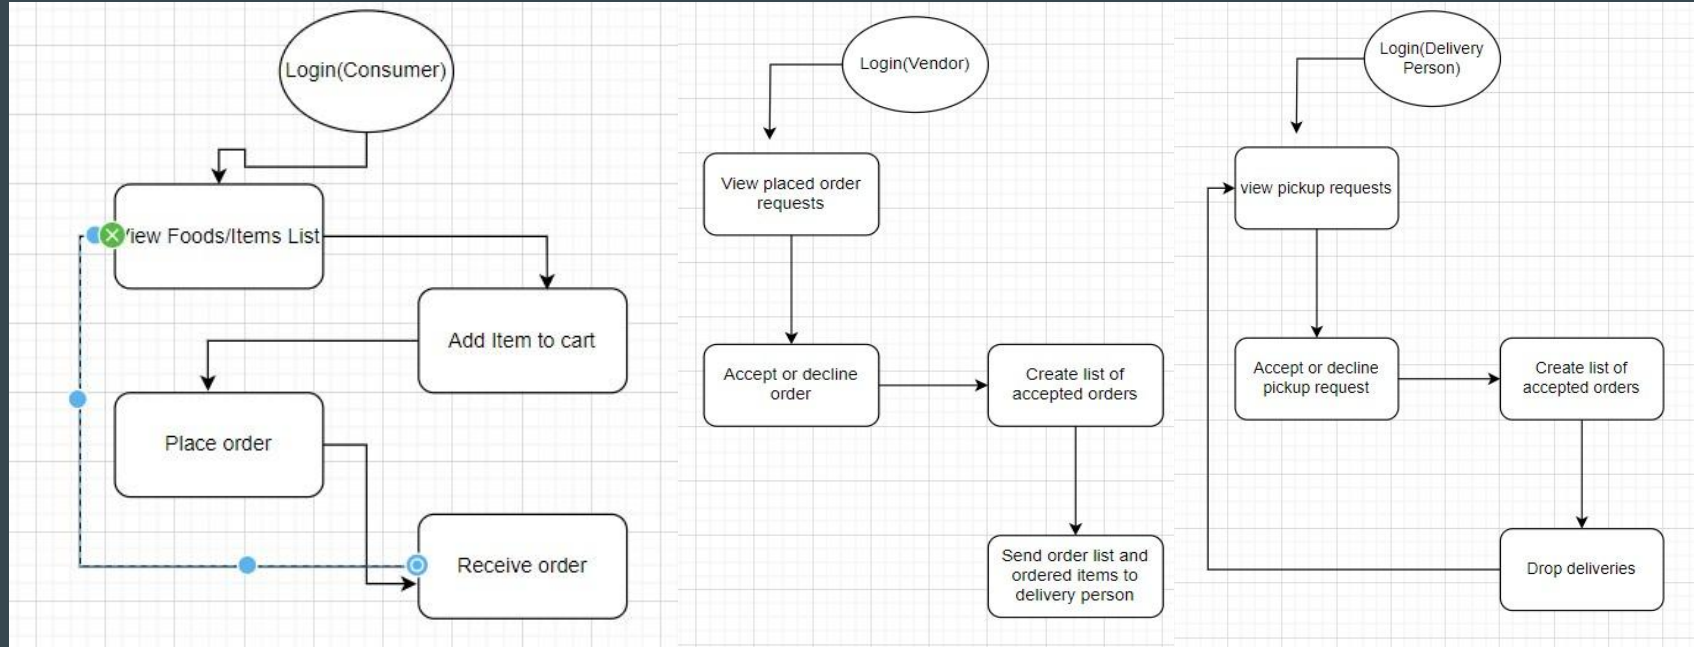 Login(Consumer)
iew Foods/Items List
Add Item to cart
Place order
Receive order
Login(Vendor)
View placed order
requests
Accept or decline
order
Create list of
accepted orders
Send order list and
ordered items to
delivery person
Login(Delivery
Person)
view pickup requests
Accept or decline
pickup request
Create list of
accepted orders
Drop deliveries